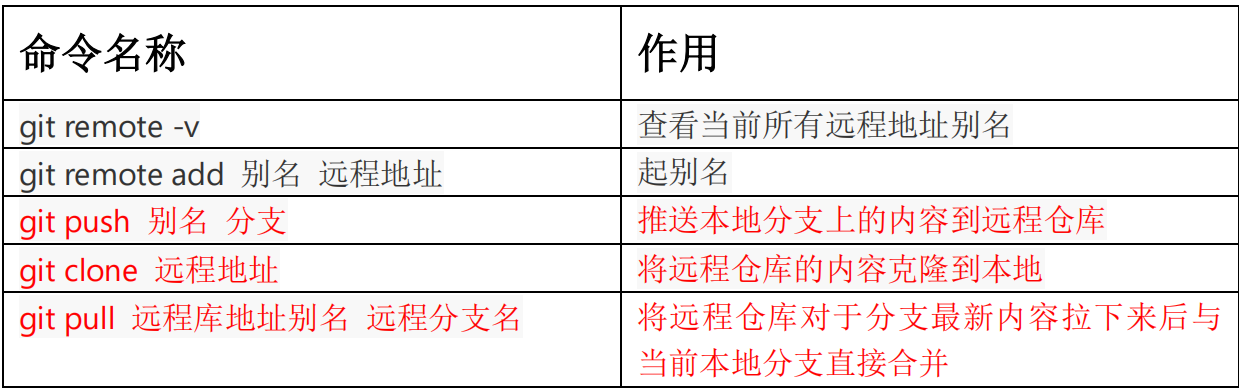 命令名称 作用
git remote -v 查看当前所有远程地址别名
git remote add 别名 远程地址 起别名
git push 别名 分支 推送本地分支上的内容到远程仓库
git clone 远程地址 将远程仓库的内容克隆到本地
git pull 远程库地址别名 远程分支名 将远程仓库对于分支最新内容拉下来后与
当前本地分支直接合并